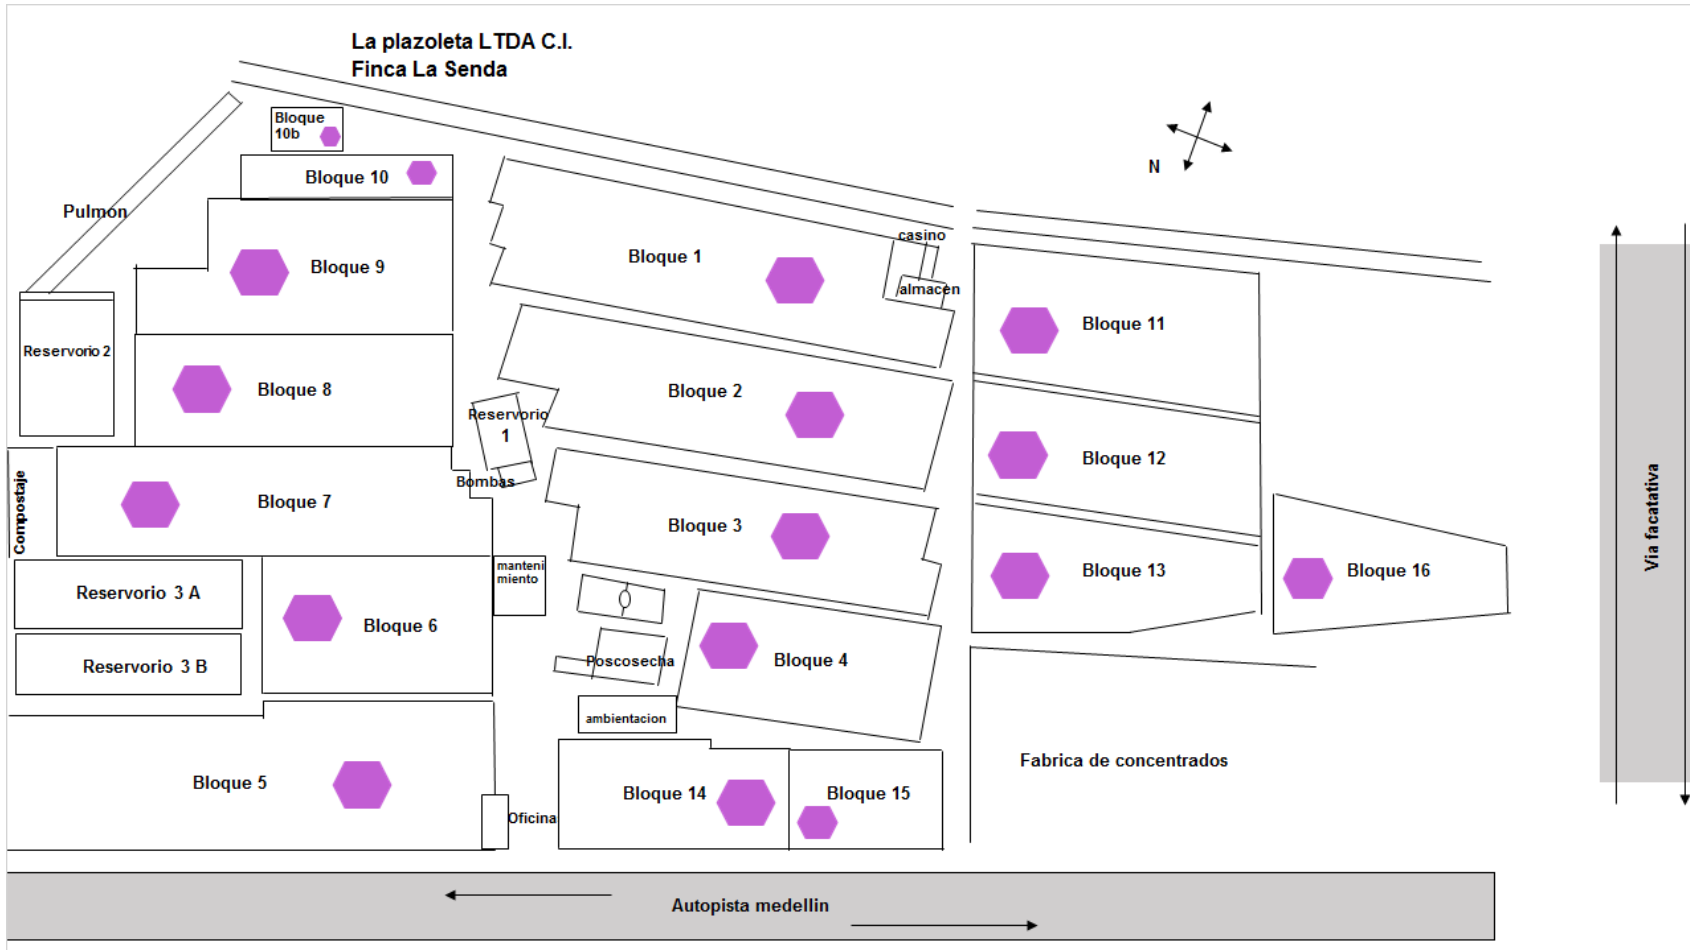 La plazoleta LTDA C.I.
Finca La Senda
Bloque
10b
Bloque 10
Pulmon
N
casino
Bloque 1
Bloque 9
almacen
Bloque 11
Reservorio 2
Bloque 8
Bloque 2
Reservorio
1
Bloque 12
Bombas
Bloque 7
Compostaje
Bloque 3
Via facatativa
manteni
miento
Bloque 13
Bloque 16
Reservorio 3 A
Bloque 6
Reservorio 3 B
Poscosecha
Bloque 4
ambientacion
Fabrica de concentrados
Bloque 5
Bloque 14
Bloque 15
Oficina
Autopista medellin